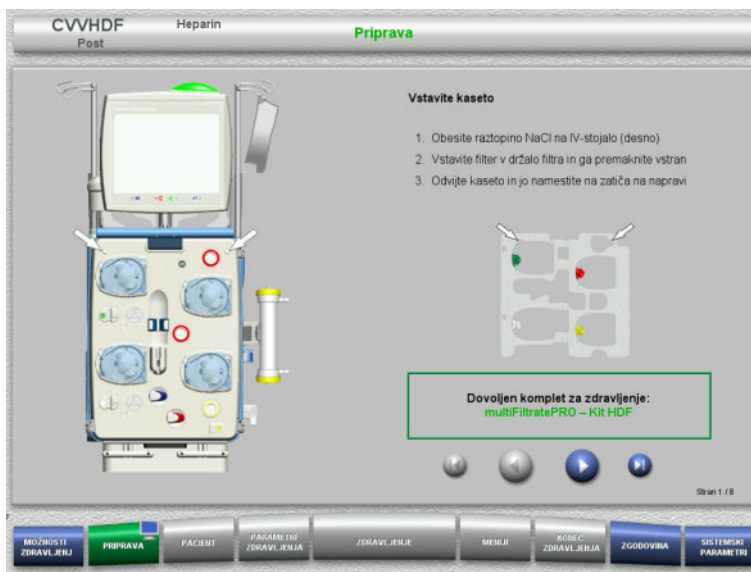 CVVHDF
Post
Heparin
Priprava
Vstavite kaseto
1. Obesite raztopino NaCl na IV-stojalo (desno)
2. Vstavite filter v držalo filtra in ga premaknite vstran
3. Odvijte kaseto in jo namestite na zatiča na napravi
Dovoljen komplet za zdravljenje:
multiFiltratePRO – Kit HDF
Stran 1 / 8
MOŽNOSTI
ZDRAVLJENJ
PRIPRAVA
PACIENT
PARAMETRI
ZDRAVLJENJA
ZDRAVLJENJE
MENIJI
KONEC
ZDRAVLJENJA
ZGODOVINA
SISTEMSKI
PARAMETRI